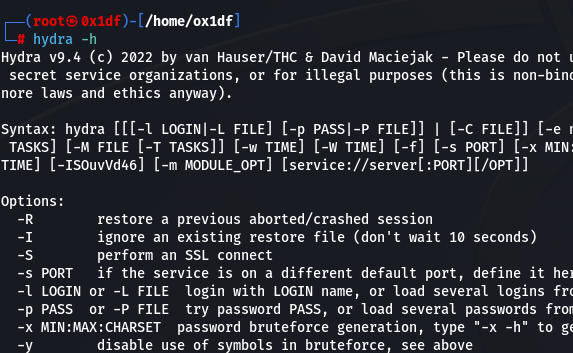 ┌──(root㉿0x1df)-[/home/ox1df]
└─# hydra -h
Hydra v9.4 (c) 2022 by van Hauser/THC & David Maciejak - Please do not u
secret service organizations, or for illegal purposes (this is non-bind
nore laws and ethics anyway).
Syntax: hydra [[[-l LOGIN|-L FILE] [-p PASS|-P FILE]] | [-C FILE]] [-e n
TASKS] [-M FILE [-T TASKS]] [-w TIME] [-W TIME] [-f] [-s PORT] [-x MIN:
TIME] [-ISOuvVd46] [-m MODULE_OPT] [service://server[:PORT][/OPT]]
Options:
-R restore a previous aborted/crashed session
-I ignore an existing restore file (don't wait 10 seconds)
-S perform an SSL connect
-s PORT if the service is on a different default port, define it her
-l LOGIN or -L FILE login with LOGIN name, or load several logins fro
-p PASS or -P FILE try password PASS, or load several passwords from
-x MIN:MAX:CHARSET password bruteforce generation, type "-x -h" to ge
-y disable use of symbols in bruteforce, see above